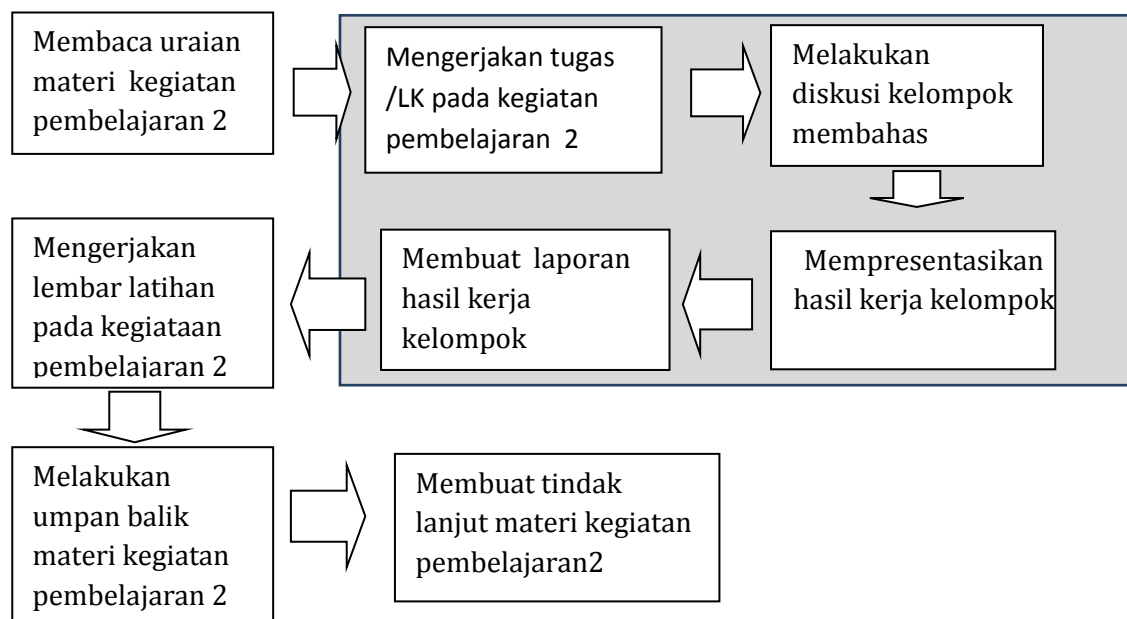 Membaca uraian
materi kegiatan
pembelajaran 2
Mengerjakan tugas
/LK pada kegiatan
pembelajaran 2
Melakukan
diskusi kelompok
membahas
Mempresentasikan
hasil kerja kelompok
Membuat laporan
hasil kerja
kelompok
Mengerjakan
lembar latihan
pada kegiataan
pembelajaran 2
Melakukan
umpan balik
materi kegiatan
pembelajaran 2
Membuat tindak
lanjut materi kegiatan
pembelajaran2